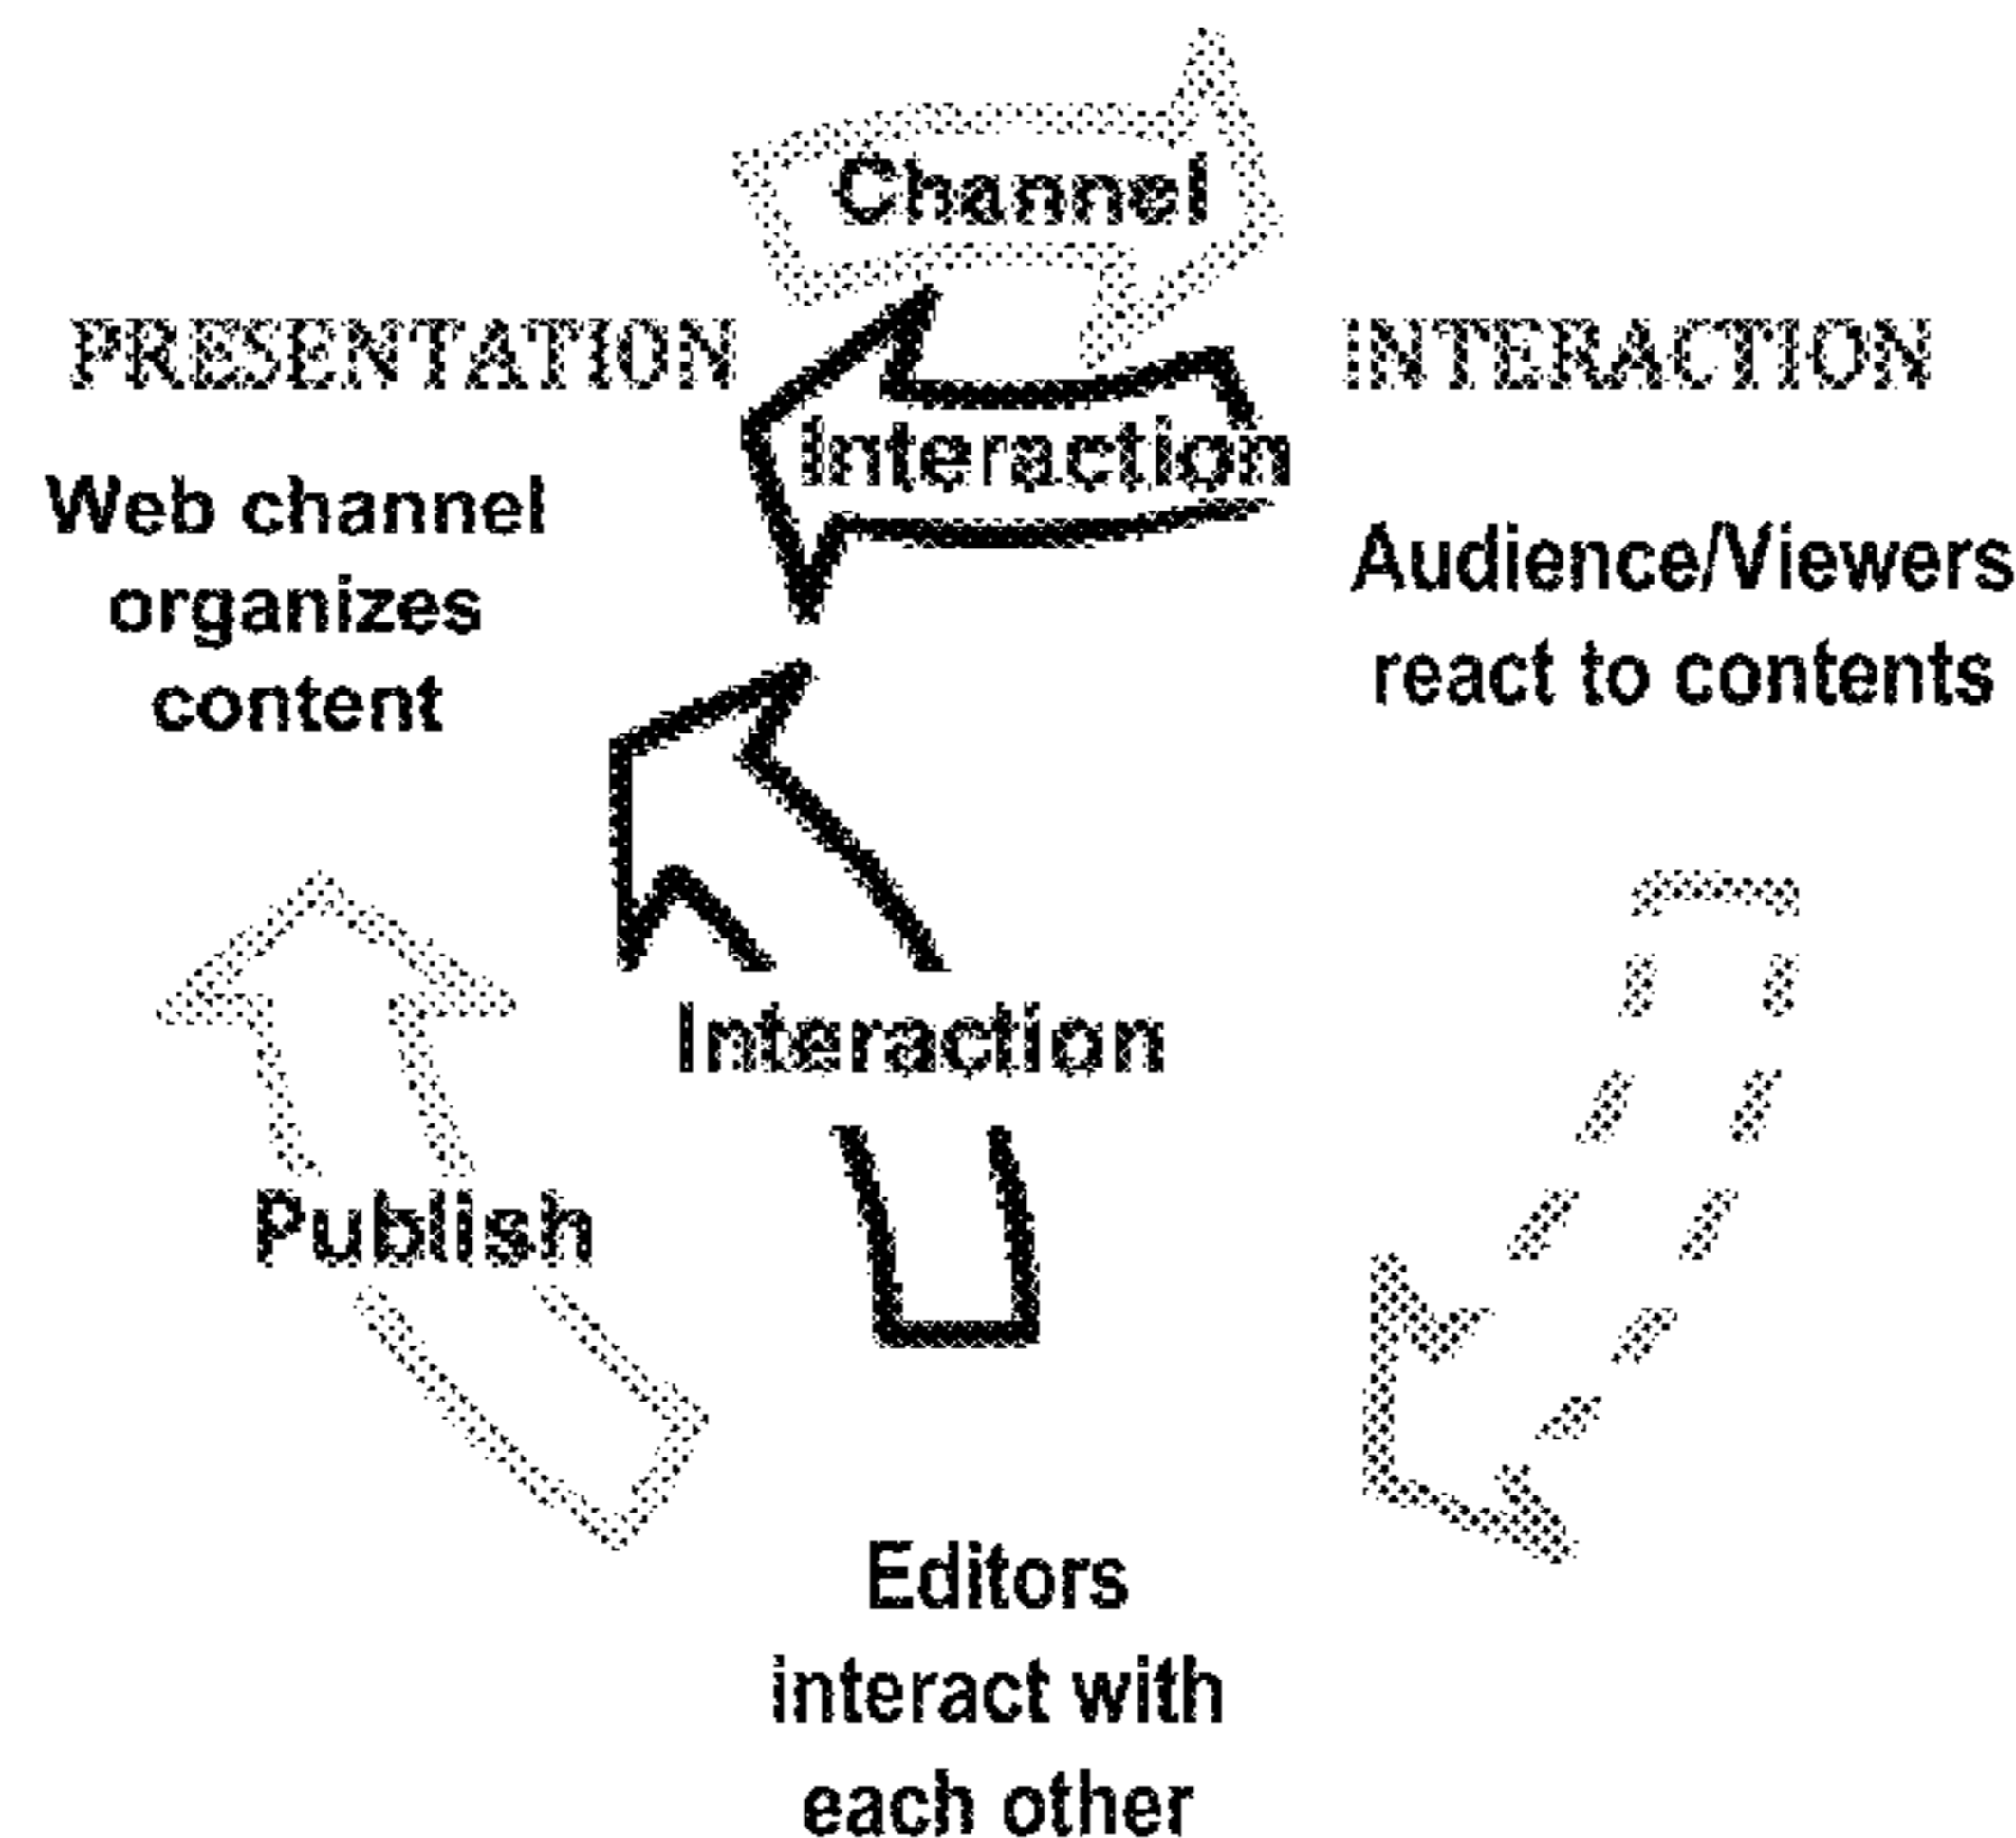 Channel
PRESENTATION
INTERACTION
Interaction
Web channel
organizes
content
Audience/Viewers
react to contents
Interaction
Publish
Editors
interact with
each other